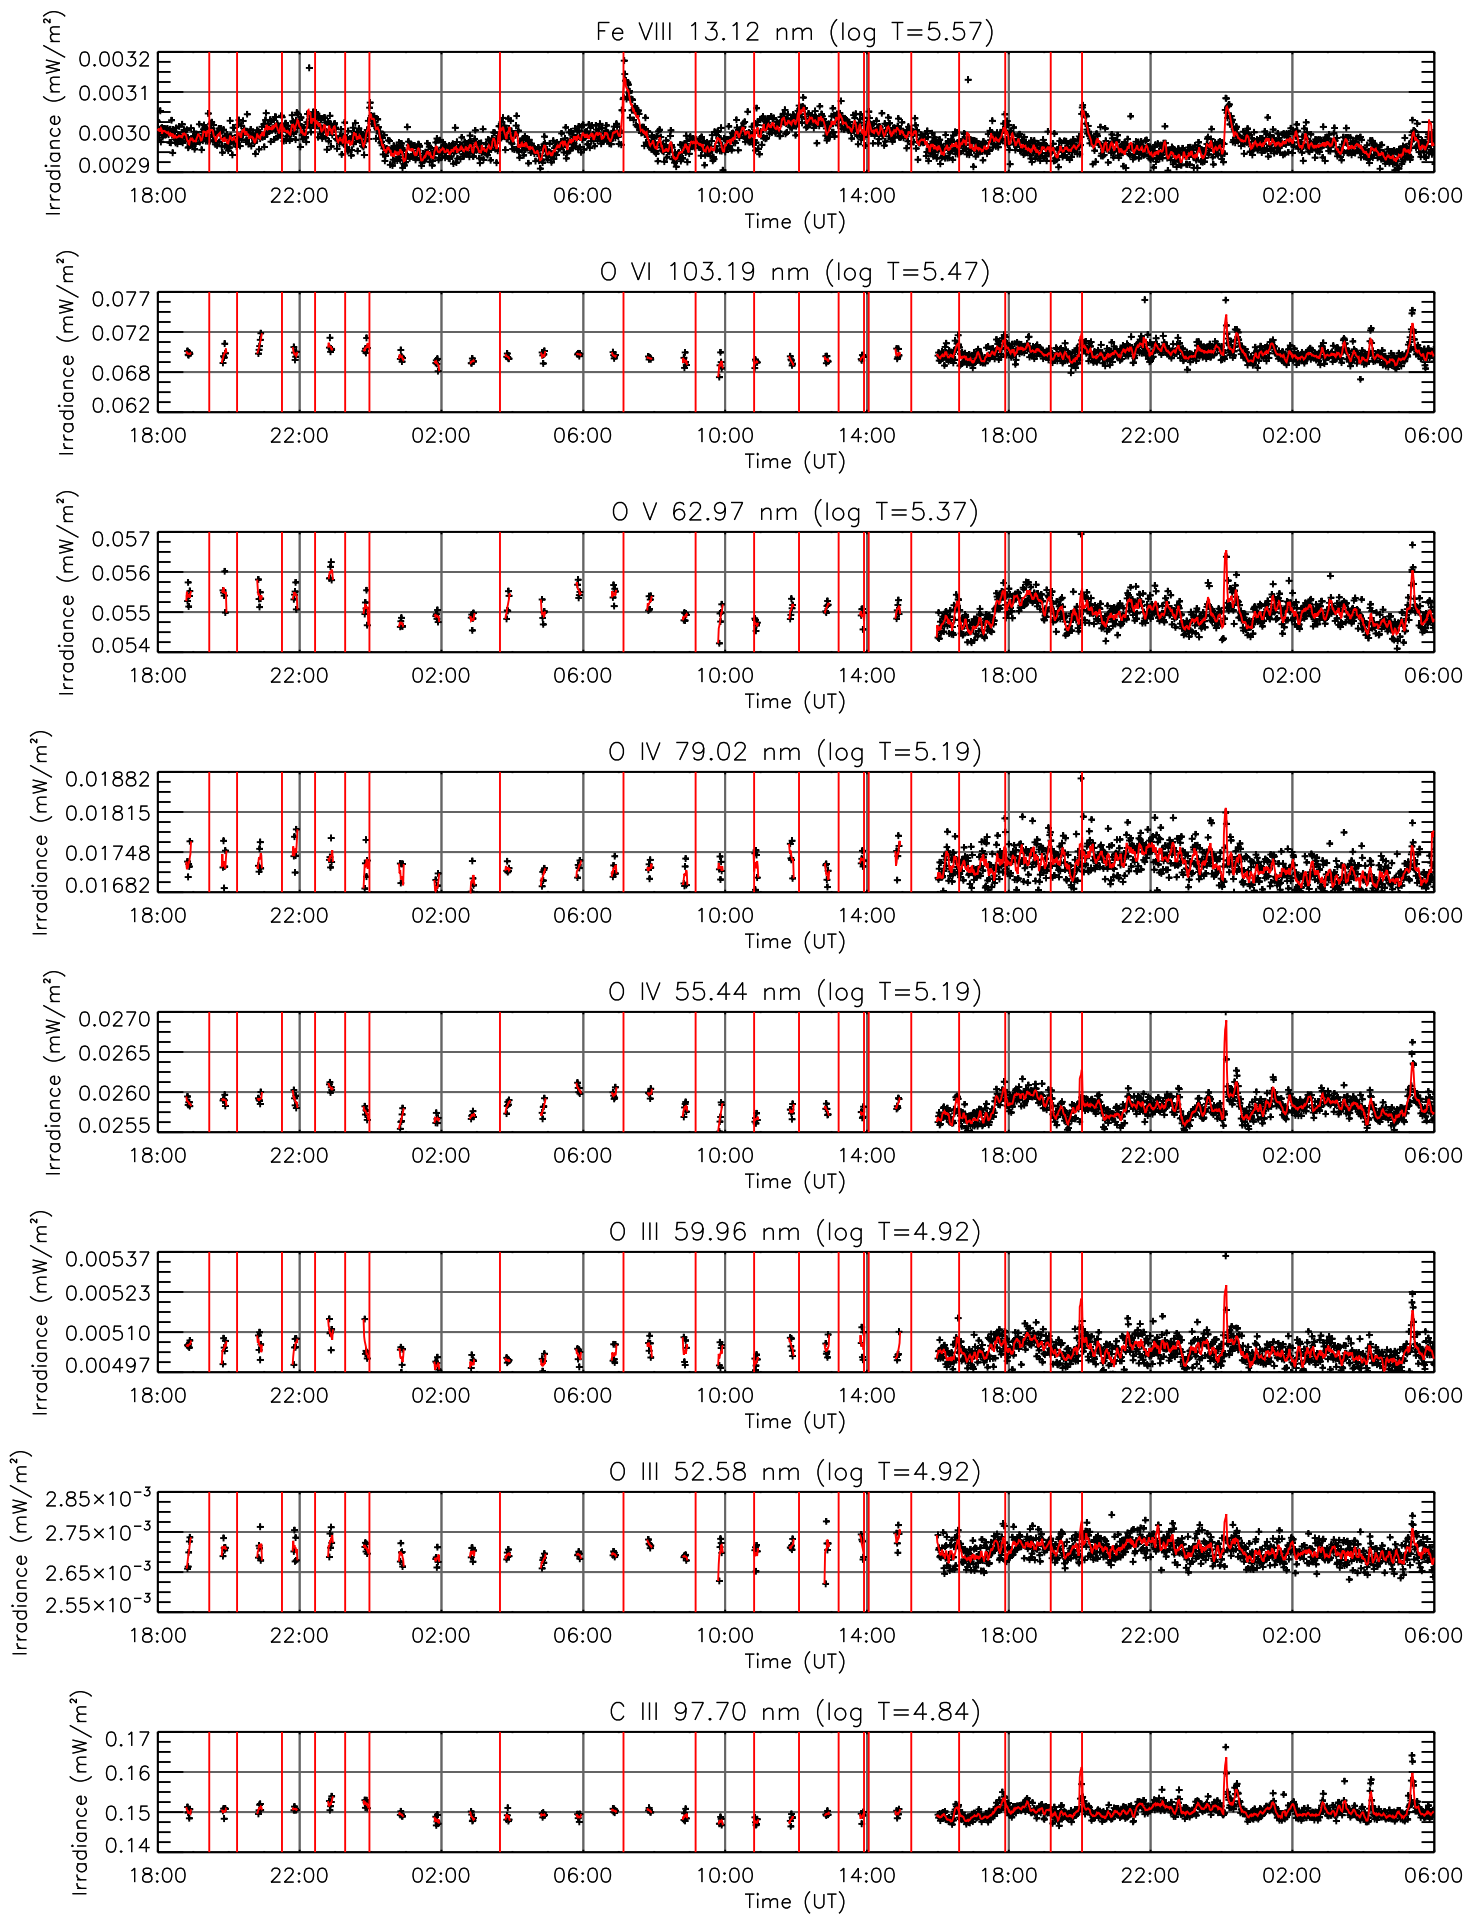 Fe VIII 13.12 nm (log T=5.57)
Irradiance (mW/m²)
0.0032
0.0031
0.0030
0.0029
18:00 22:00 02:00 06:00 10:00 14:00 18:00 22:00 02:00 06:00
Time (UT)
O VI 103.19 nm (log T=5.47)
Irradiance (mW/m²)
0.077
0.072
0.068
0.062
18:00 22:00 02:00 06:00 10:00 14:00 18:00 22:00 02:00 06:00
Time (UT)
O V 62.97 nm (log T=5.37)
Irradiance (mW/m²)
0.057
0.056
0.055
0.054
18:00 22:00 02:00 06:00 10:00 14:00 18:00 22:00 02:00 06:00
Time (UT)
O IV 79.02 nm (log T=5.19)
Irradiance (mW/m²)
0.01882
0.01815
0.01748
0.01682
18:00 22:00 02:00 06:00 10:00 14:00 18:00 22:00 02:00 06:00
Time (UT)
O IV 55.44 nm (log T=5.19)
Irradiance (mW/m²)
0.0270
0.0265
0.0260
0.0255
18:00 22:00 02:00 06:00 10:00 14:00 18:00 22:00 02:00 06:00
Time (UT)
O III 59.96 nm (log T=4.92)
Irradiance (mW/m²)
0.00537
0.00523
0.00510
0.00497
18:00 22:00 02:00 06:00 10:00 14:00 18:00 22:00 02:00 06:00
Time (UT)
O III 52.58 nm (log T=4.92)
Irradiance (mW/m²)
2.85×10⁻³
2.75×10⁻³
2.65×10⁻³
2.55×10⁻³
18:00 22:00 02:00 06:00 10:00 14:00 18:00 22:00 02:00 06:00
Time (UT)
C III 97.70 nm (log T=4.84)
Irradiance (mW/m²)
0.17
0.16
0.15
0.14
18:00 22:00 02:00 06:00 10:00 14:00 18:00 22:00 02:00 06:00
Time (UT)